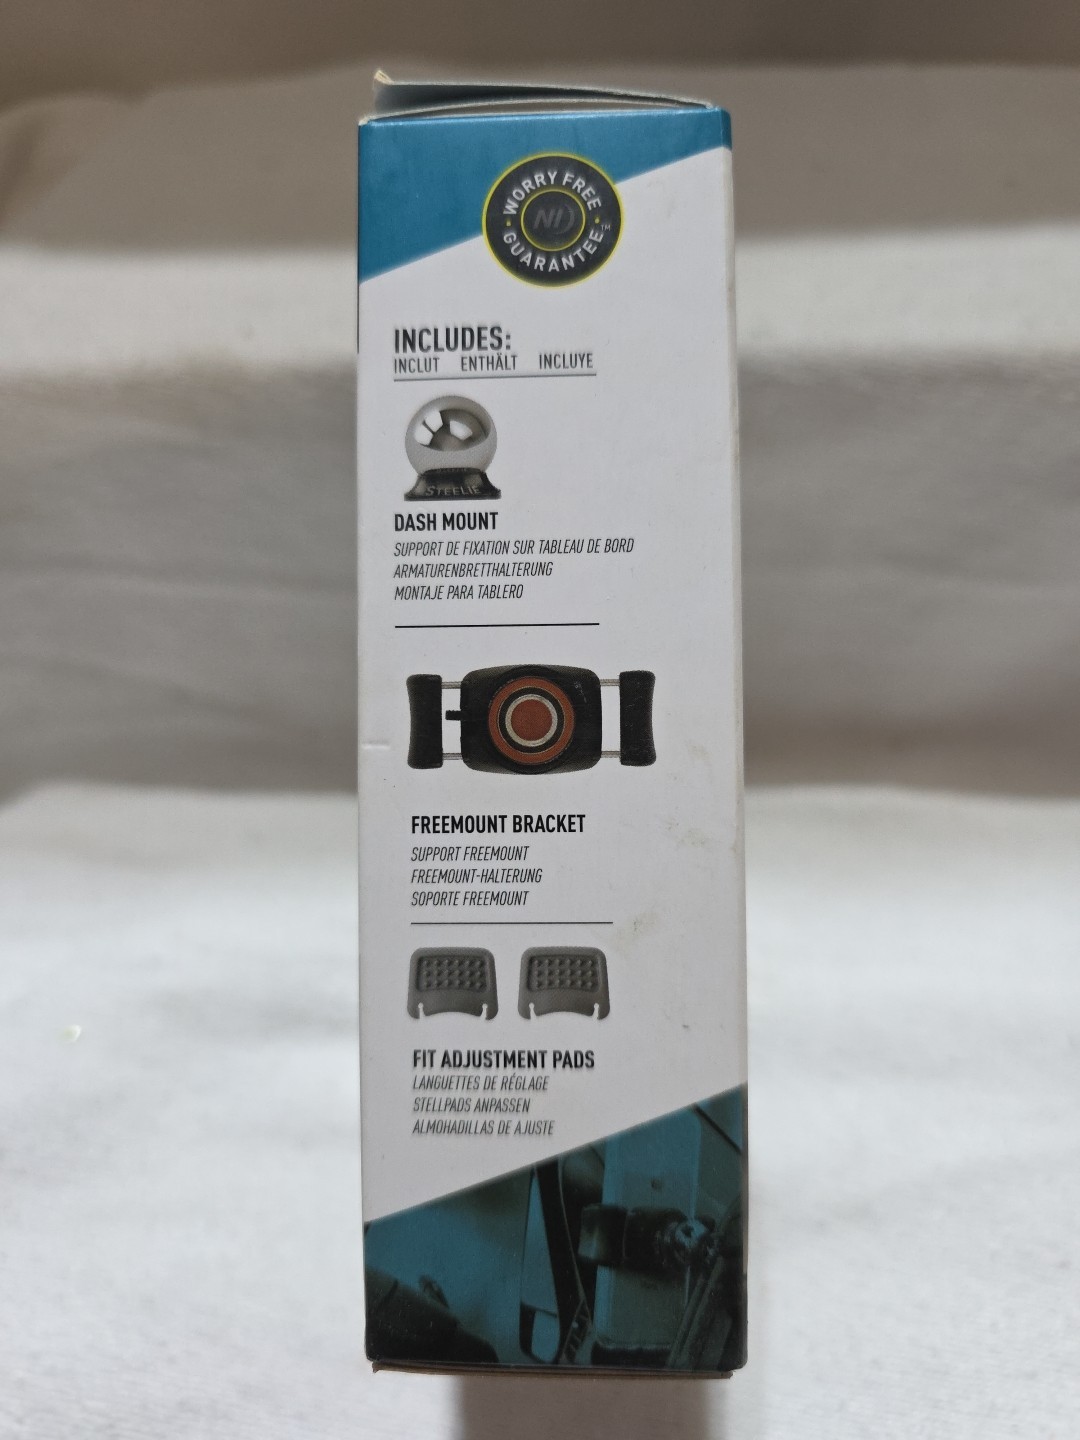 WORRY FREE
NI
GUARANTEE™
INCLUDES:
INCLUT ENTHÄLT INCLUYE
STEELIE
DASH MOUNT
SUPPORT DE FIXATION SUR TABLEAU DE BORD
ARMATURENBRETTHALTERUNG
MONTAJE PARA TABLERO
FREEMOUNT BRACKET
SUPPORT FREEMOUNT
FREEMOUNT-HALTERUNG
SOPORTE FREEMOUNT
FIT ADJUSTMENT PADS
LANGUETTES DE RÉGLAGE
STELLPADS ANPASSEN
ALMOHADILLAS DE AJUSTE